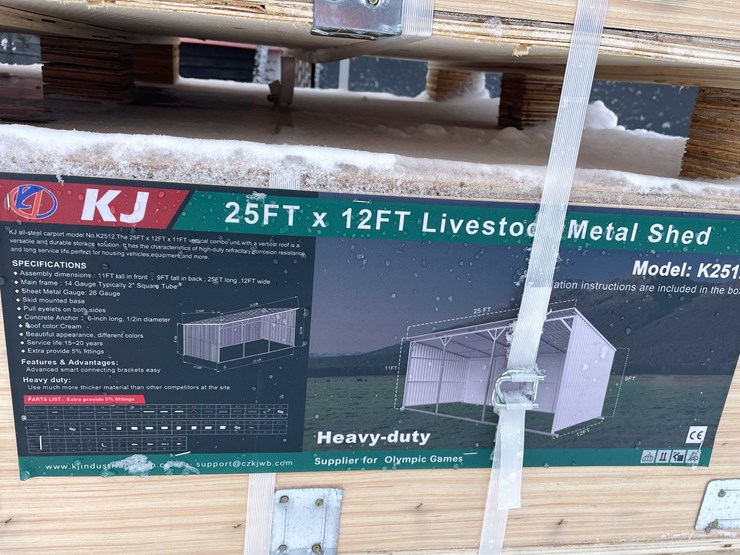 KJ
25FT x 12FT Livestoc Metal Shed
KJ all-steel carport model No.K2512.The 25FT x 12FT x 11FT vertical combo unit with a vertical roof is a
versatile and durable storage solution. It has the characteristics of high-duty refractory corrosion resistance
and long service life,perfect for housing vehicles,equipment,and more.
SPECIFICATIONS
Assembly dimensions : 11FT tall in front ; 9FT tall in back ; 25FT long ,12FT wide
Main frame : 14 Gauge Typically 2" Square Tube
Sheet Metal Gauge: 26 Gauge
Skid mounted base
Pull eyelets on both sides
Concrete Anchor : 6-inch long, 1/2in diameter
Roof color:Cream
Beautiful appearance, different colors
Service life:15~20 years
Extra provide 5% fittings
Features & Advantages:
Advanced smart connecting brackets easy
Heavy duty:
Use much more thicker material than other competitors at the site
PARTS LIST : Extra provide 5% fittings
www.kjindust
support@czkjwb.com
Model: K251
ation instructions are included in the bo
25 FT
11FT
9FT
12FT
Heavy-duty
Supplier for Olympic Games
CE